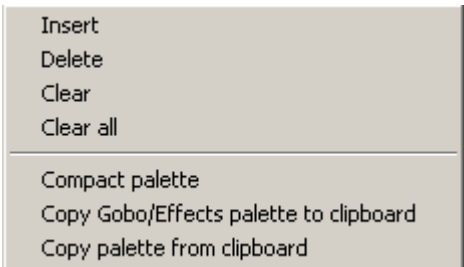 Insert
Delete
Clear
Clear all
Compact palette
Copy Gobo/Effects palette to clipboard
Copy palette from clipboard